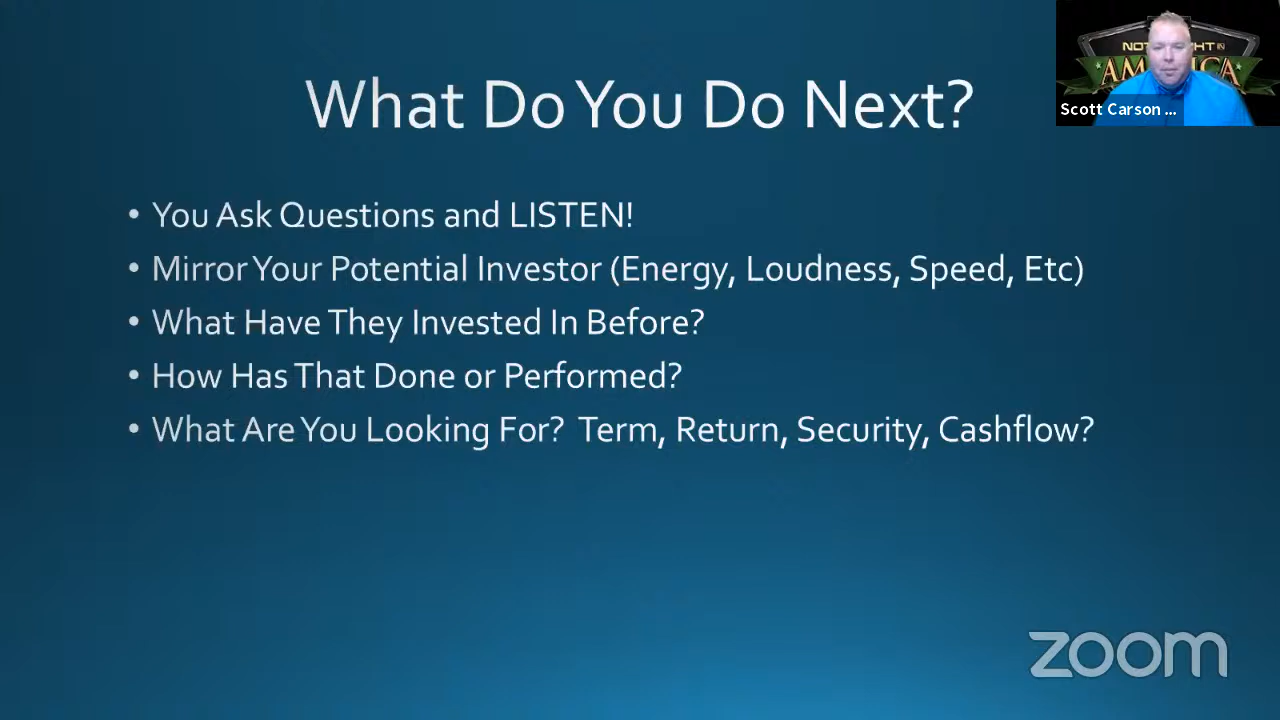 What Do You Do Next?
• You Ask Questions and LISTEN!
• Mirror Your Potential Investor (Energy, Loudness, Speed, Etc)
• What Have They Invested In Before?
• How Has That Done or Performed?
• What Are You Looking For? Term, Return, Security, Cashflow?
Scott Carson ...
zoom